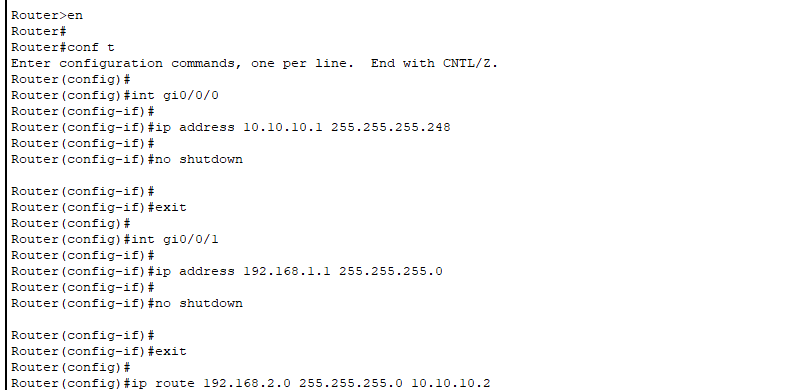 Router>en
Router#
Router#conf t
Enter configuration commands, one per line.  End with CNTL/Z.
Router(config)#
Router(config)#int gi0/0/0
Router(config-if)#
Router(config-if)#ip address 10.10.10.1 255.255.255.248
Router(config-if)#
Router(config-if)#no shutdown
Router(config-if)#
Router(config-if)#exit
Router(config)#
Router(config)#int gi0/0/1
Router(config-if)#
Router(config-if)#ip address 192.168.1.1 255.255.255.0
Router(config-if)#
Router(config-if)#no shutdown
Router(config-if)#
Router(config-if)#exit
Router(config)#
Router(config)#ip route 192.168.2.0 255.255.255.0 10.10.10.2